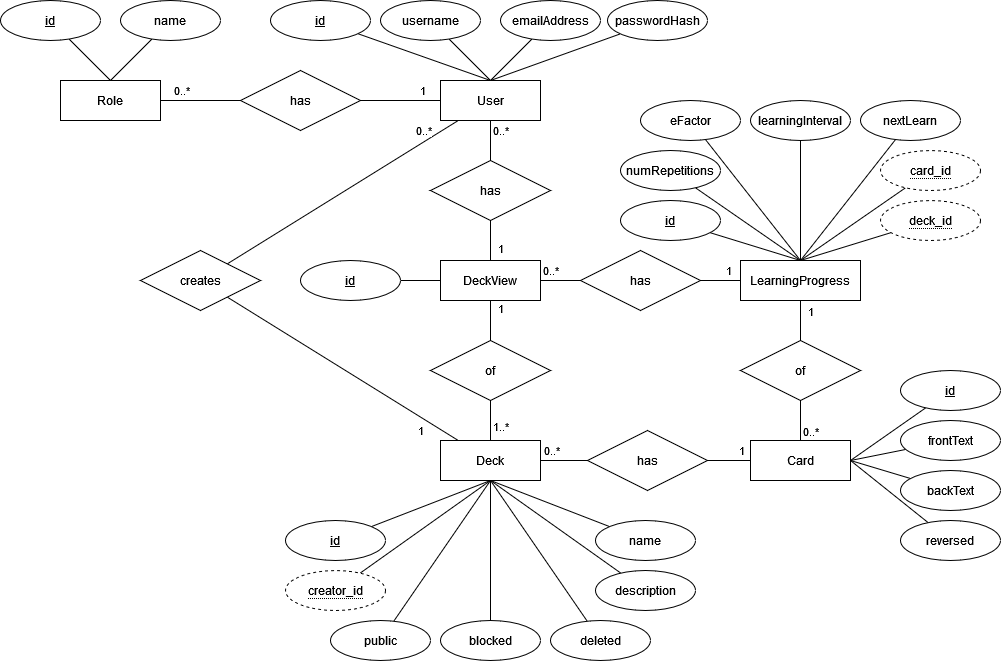 id
name
id
username
emailAddress
passwordHash
Role
0..*
has
1
User
0..*
0..*
eFactor
learningInterval
nextLearn
numRepetitions
card_id
has
id
deck_id
1
creates
id
DeckView
0..*
has
1
LearningProgress
1
1
of
of
id
1
1..*
0..*
frontText
Deck
0..*
has
1
Card
backText
id
name
reversed
creator_id
description
public
blocked
deleted